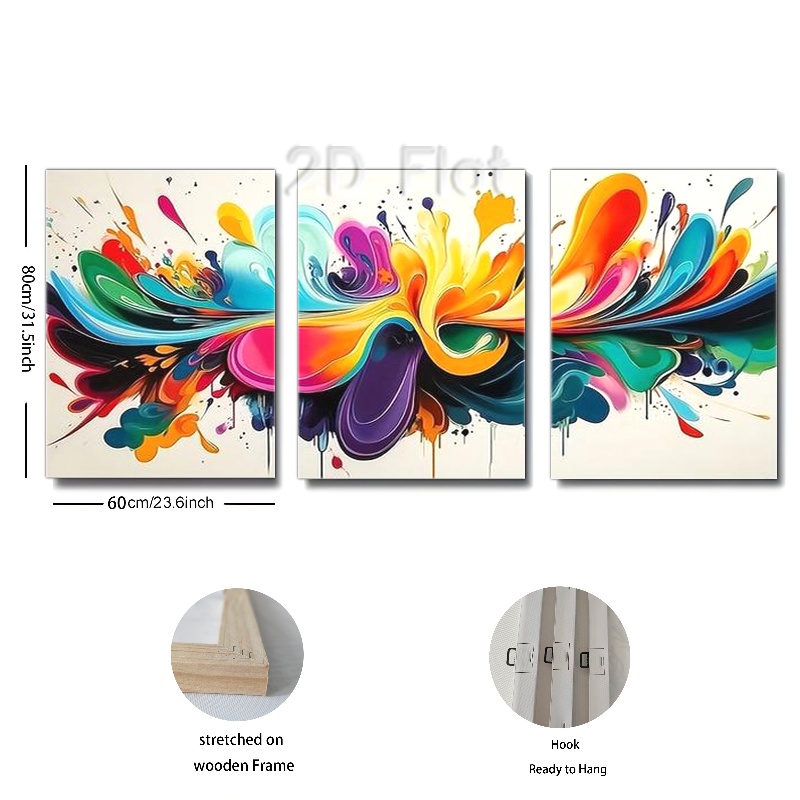 2D Flat
80cm/31.5inch
60cm/23.6inch
stretched on
wooden Frame
Hook
Ready to Hang